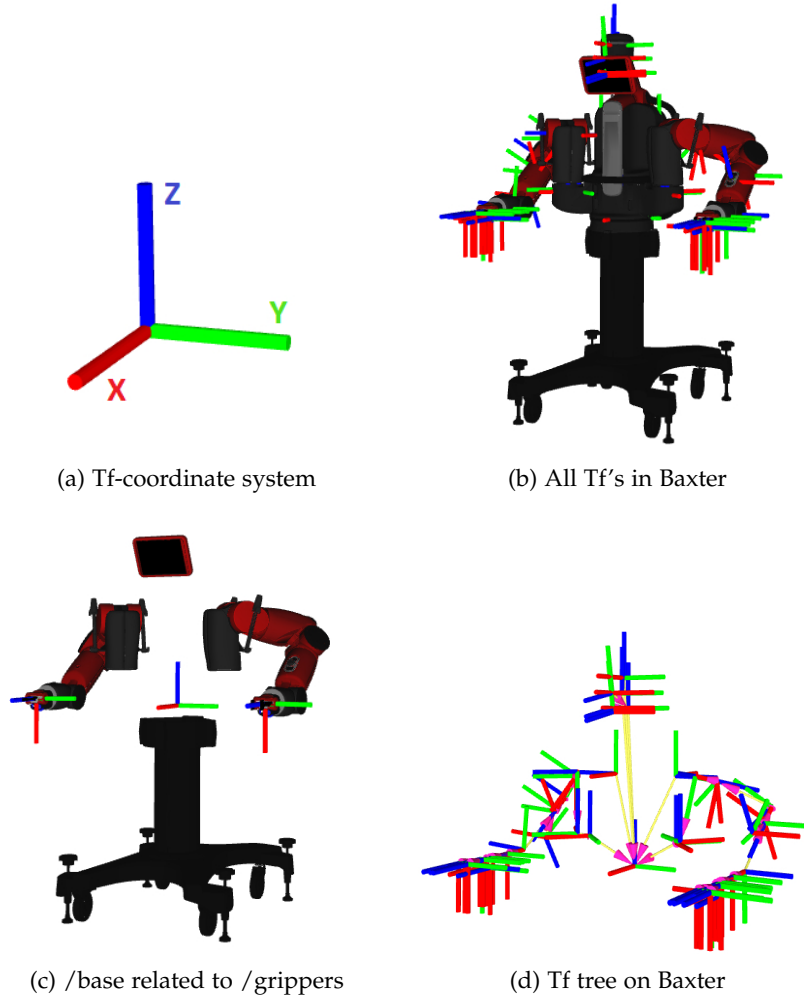 Z
Y
X
(a) Tf-coordinate system
(b) All Tf's in Baxter
(c) /base related to /grippers
(d) Tf tree on Baxter